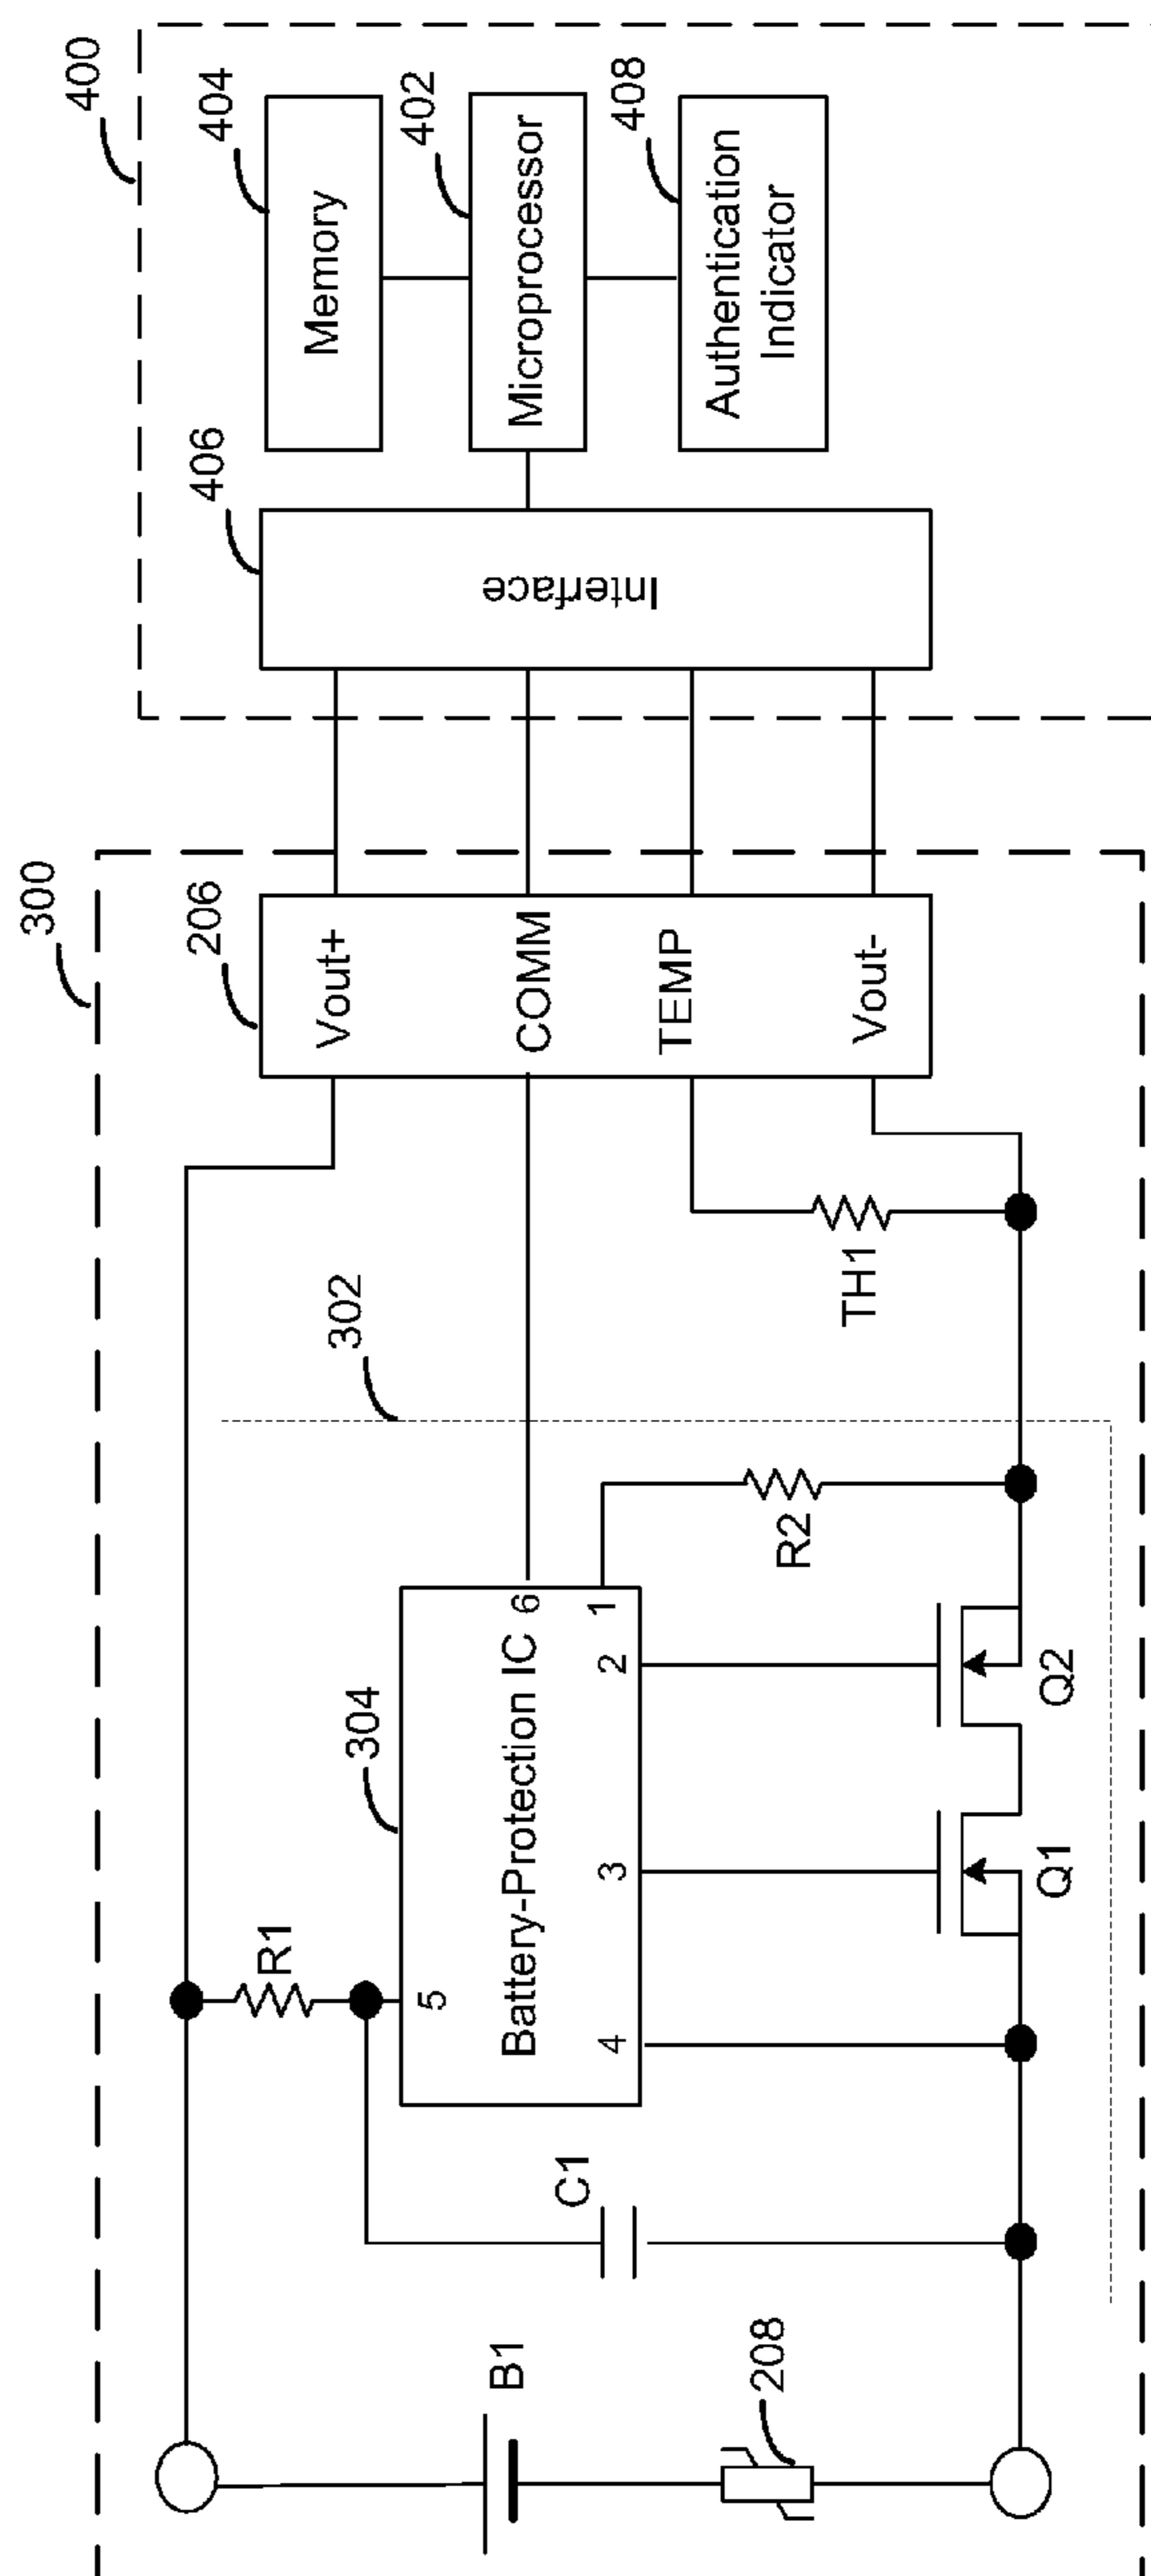 300
302
304
206
208
400
406
404
402
408
B1
C1
R1
Battery-Protection IC
5
4
3
2
1
6
Q1
Q2
R2
TH1
Vout+
COMM
TEMP
Vout-
Interface
Memory
Microprocessor
Authentication
Indicator